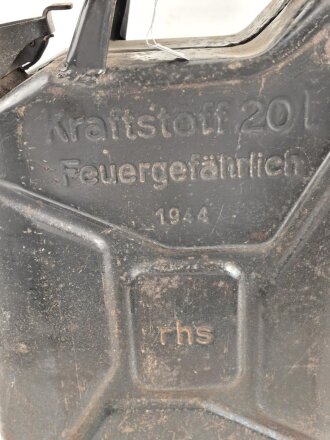 Kraftstoff 20 l
Feuergefährlich
1944
rhs